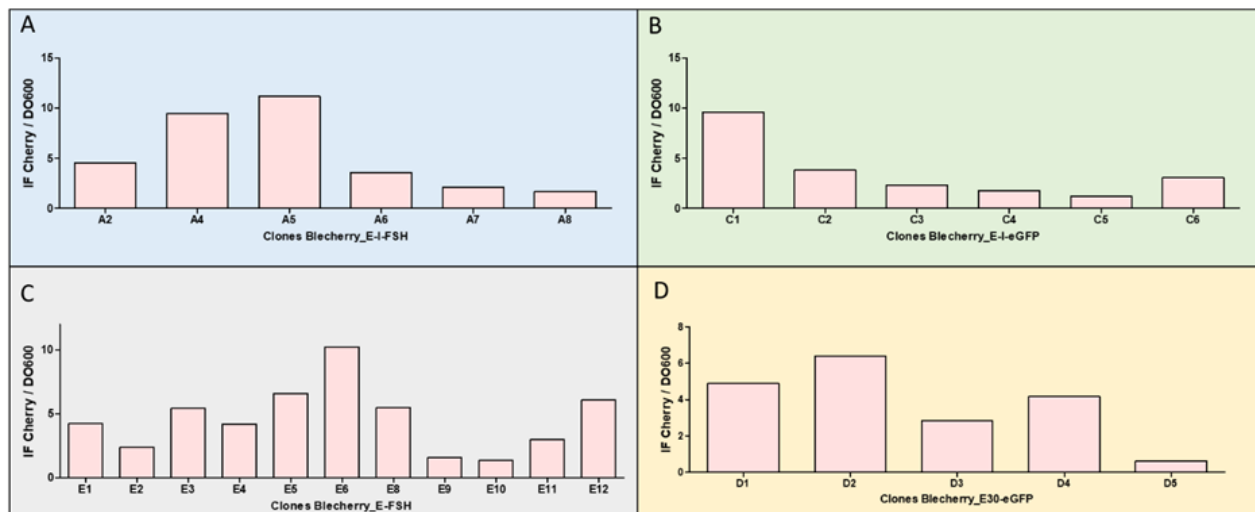 A
IF Cherry / DO600
15
10
5
0
A2 A4 A5 A6 A7 A8
Clones Blecherry_E-I-FSH
B
IF Cherry / DO600
15
10
5
0
C1 C2 C3 C4 C5 C6
Clones Blecherry_E-I-eGFP
C
IF Cherry / DO600
10
5
0
E1 E2 E3 E4 E5 E6 E8 E9 E10 E11 E12
Clones Blecherry_E-FSH
D
IF Cherry / DO600
8
6
4
2
0
D1 D2 D3 D4 D5
Clones Blecherry_E30-eGFP